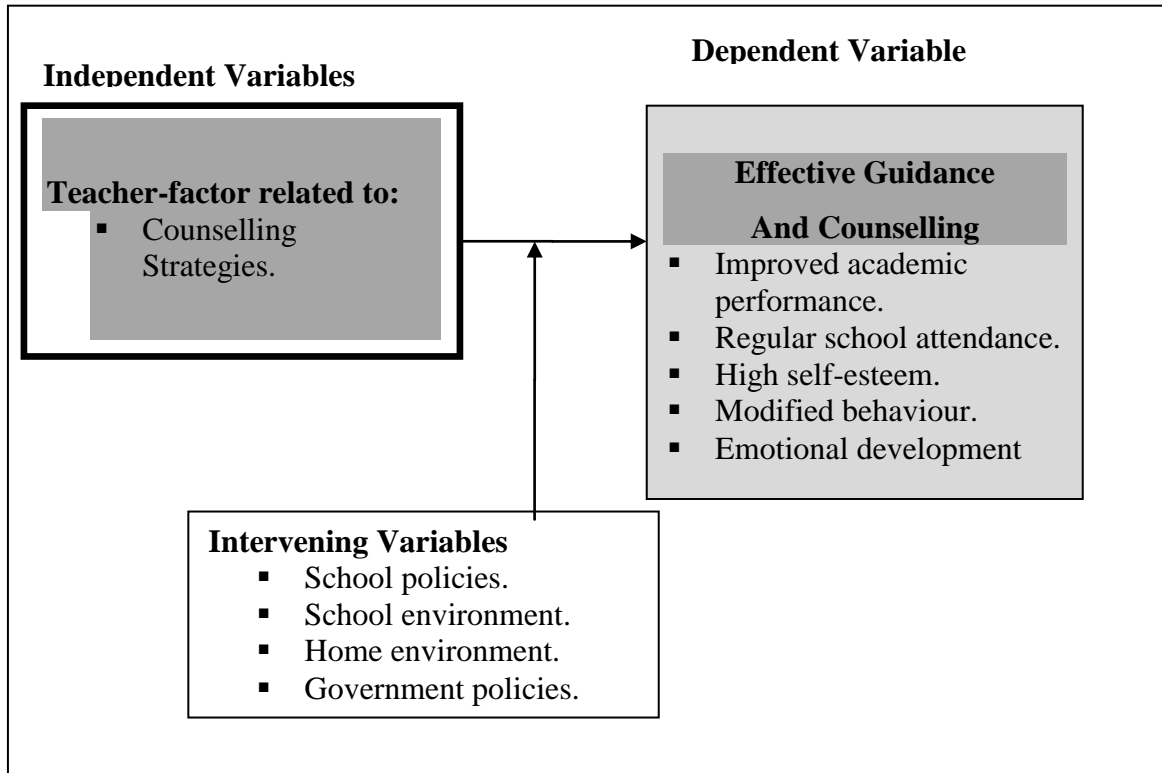 Independent Variables
Teacher-factor related to:
▪ Counselling
Strategies.
Dependent Variable
Effective Guidance
And Counselling
▪ Improved academic
performance.
▪ Regular school attendance.
▪ High self-esteem.
▪ Modified behaviour.
▪ Emotional development
Intervening Variables
▪ School policies.
▪ School environment.
▪ Home environment.
▪ Government policies.